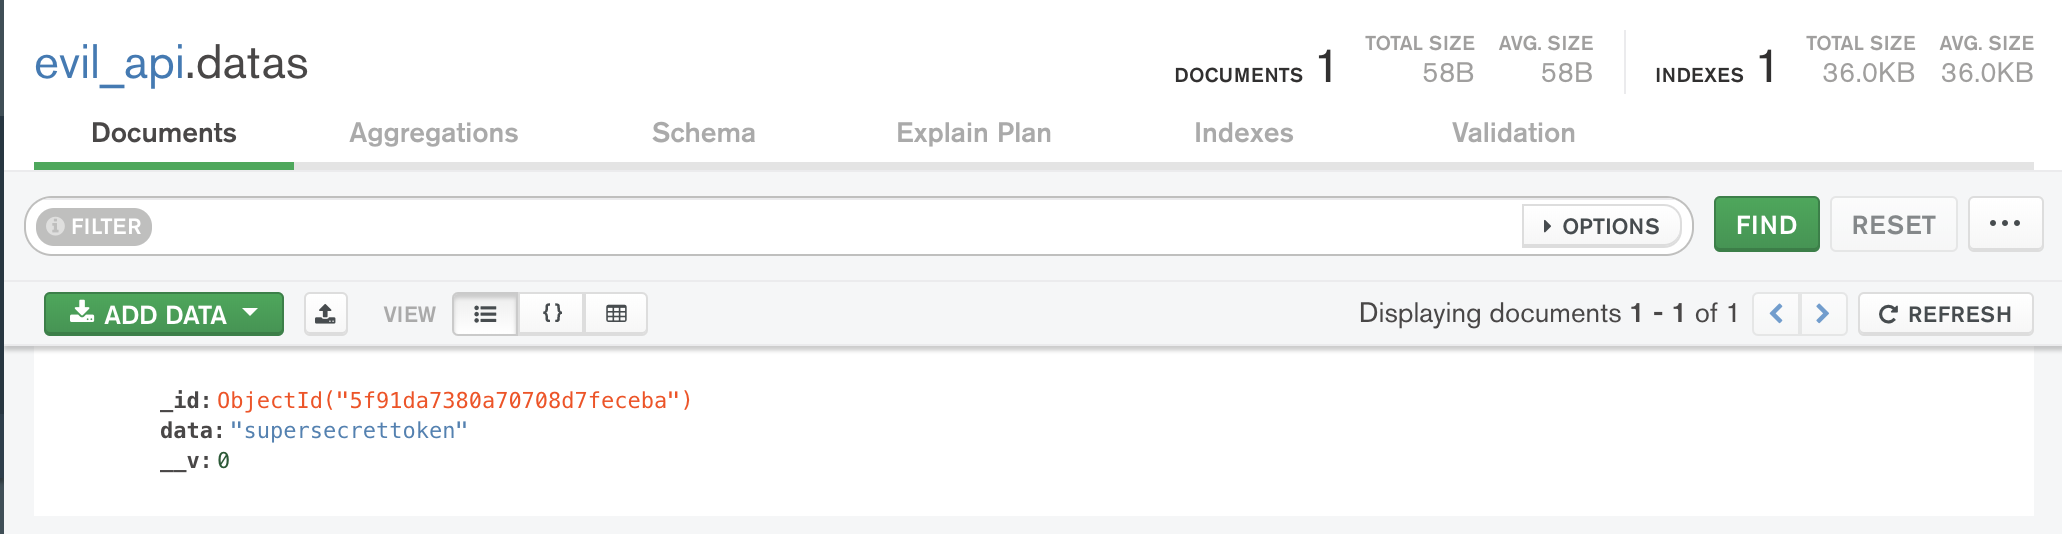 evil_api.datas
DOCUMENTS 1 TOTAL SIZE 58B AVG. SIZE 58B INDEXES 1 TOTAL SIZE 36.0KB AVG. SIZE 36.0KB
Documents Aggregations Schema Explain Plan Indexes Validation
FILTER OPTIONS FIND RESET ...
ADD DATA VIEW {} Displaying documents 1 - 1 of 1 REFRESH
_id: ObjectId("5f91da7380a70708d7feceba")
data: "supersecrettoken"
__v: 0